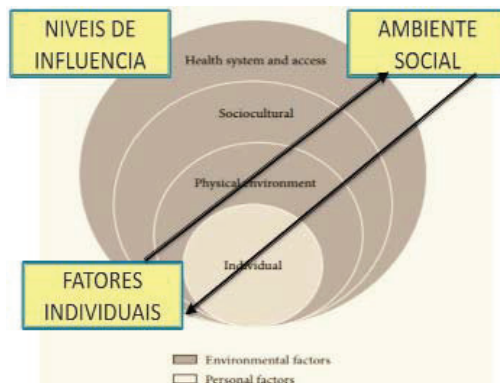 NIVEIS DE
INFLUENCIA
AMBIENTE
SOCIAL
Health system and access
Sociocultural
Physical environment
Individual
FATORES
INDIVIDUAIS
Environmental factors
Personal factors